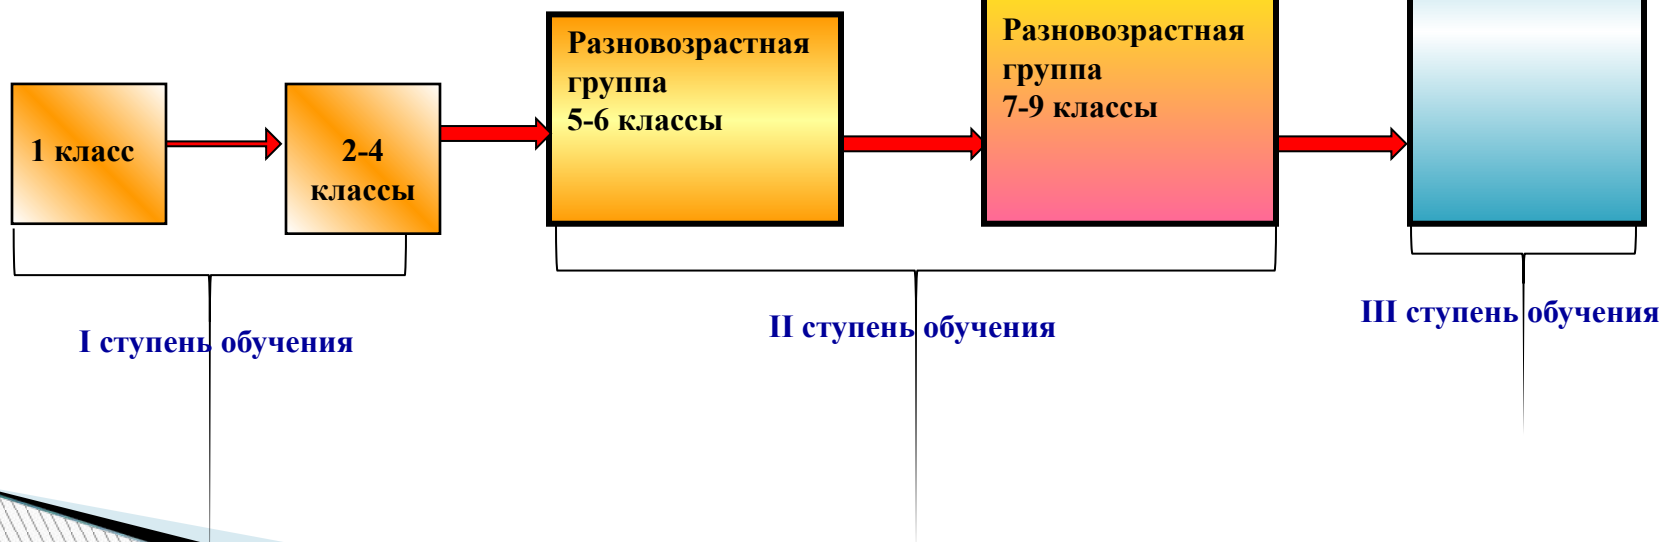 1 класс
2-4
классы
Разновозрастная
группа
5-6 классы
Разновозрастная
группа
7-9 классы
I ступень обучения
II ступень обучения
III ступень обучения